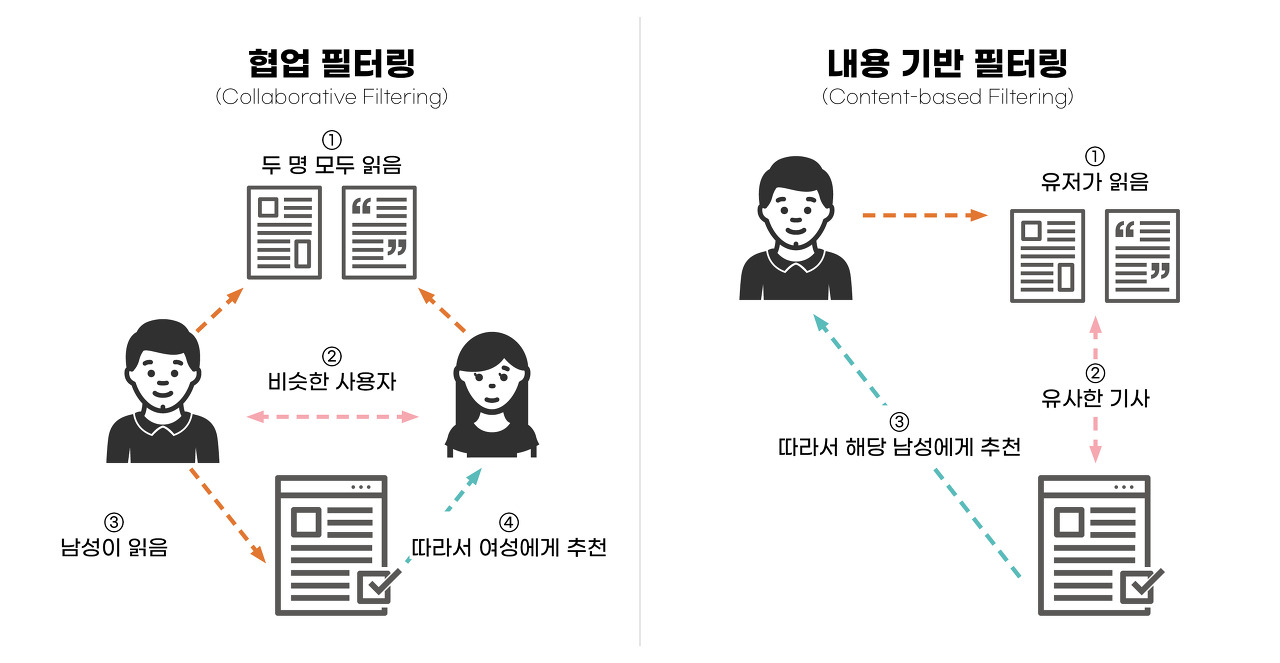 협업 필터링
(Collaborative Filtering)
①
두 명 모두 읽음
②
비슷한 사용자
③
남성이 읽음
④
따라서 여성에게 추천
내용 기반 필터링
(Content-based Filtering)
①
유저가 읽음
②
유사한 기사
③
따라서 해당 남성에게 추천